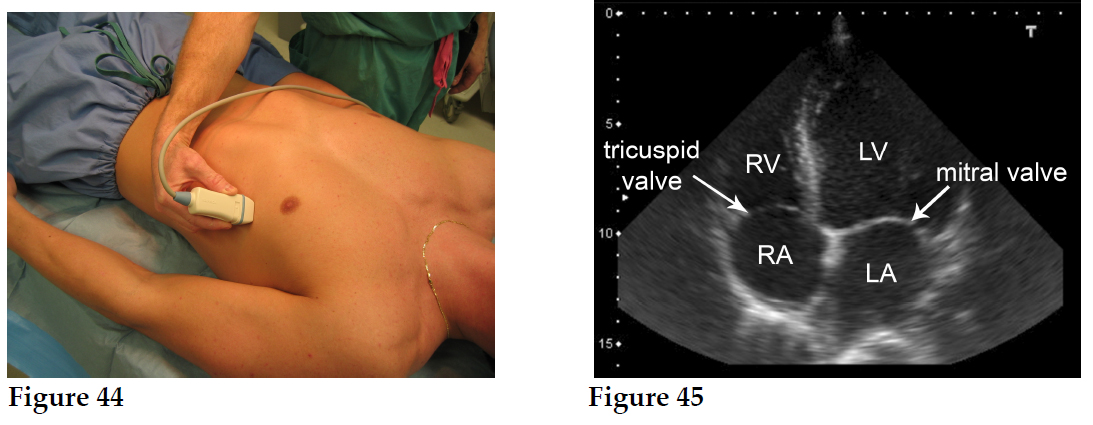 0
T
5
tricuspid
valve
RV
LV
mitral valve
10
RA
LA
15
Figure 44
Figure 45